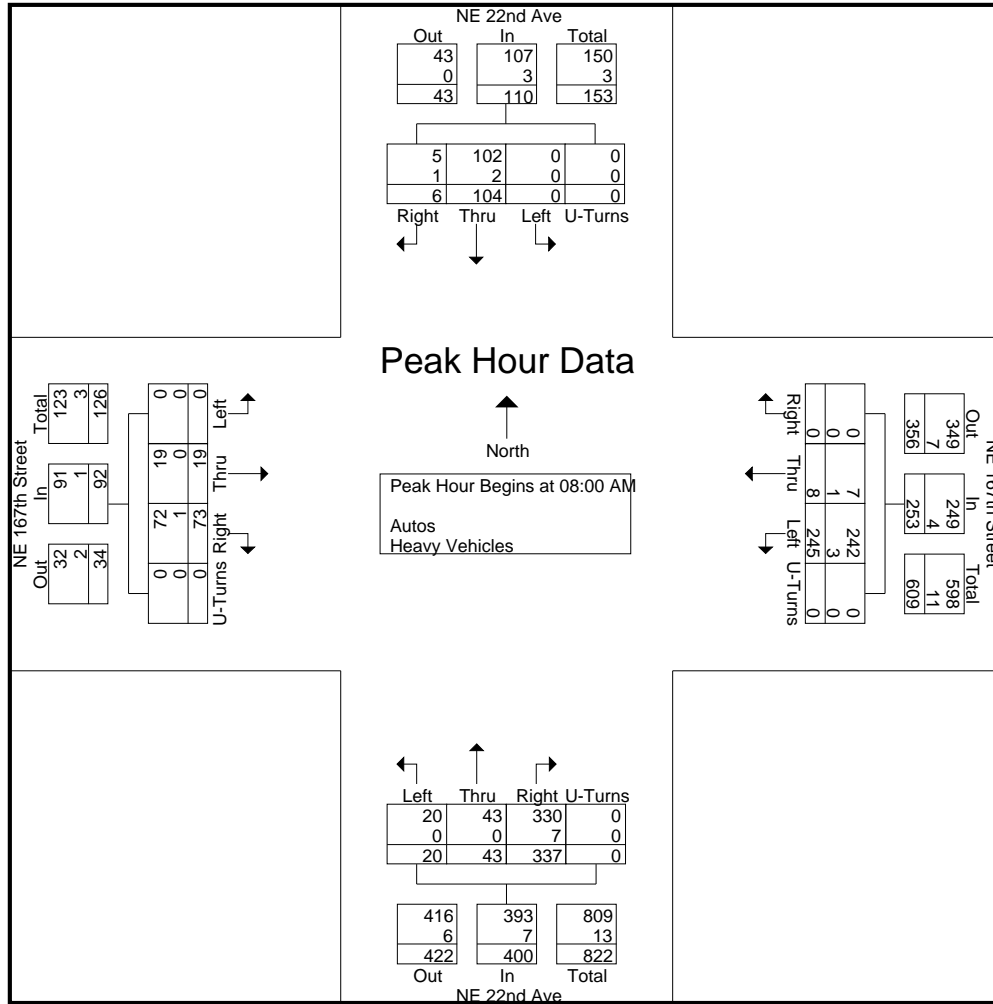 NE 22nd Ave
Out In Total
43 107 150
0 3 3
43 110 153
5 102 0 0
1 2 0 0
6 104 0 0
Right Thru Left U-Turns
Peak Hour Data
North
Peak Hour Begins at 08:00 AM
Autos
Heavy Vehicles
NE 167th Street
Out In Total
32 91 123
2 1 3
34 92 126
U-Turns Right Thru Left
0 72 19 0
0 1 0 0
0 73 19 0
NE 167th Street
Out In Total
349 249 598
7 4 11
356 253 609
0 7 242 0
0 1 3 0
0 8 245 0
Right Thru Left U-Turns
Left Thru Right U-Turns
20 43 330 0
0 0 7 0
20 43 337 0
416 393 809
6 7 13
422 400 822
Out In Total
NE 22nd Ave